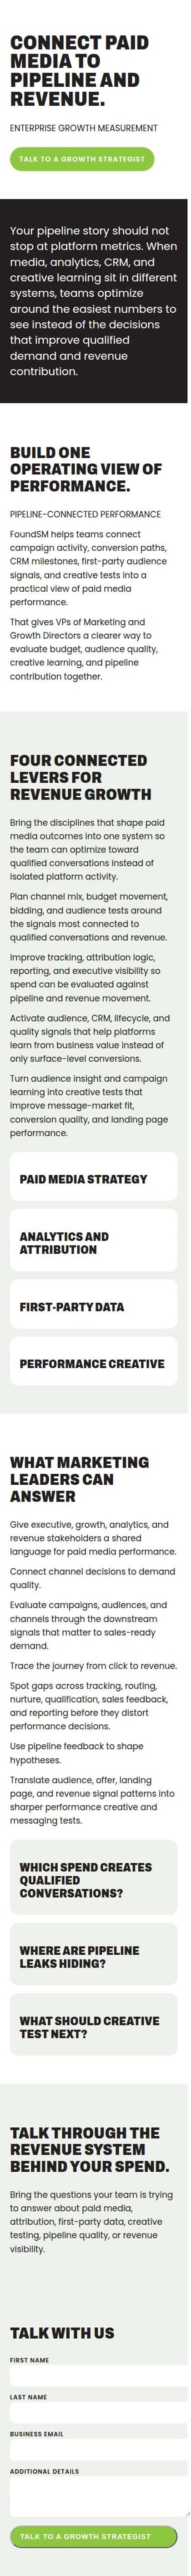 CONNECT PAID
MEDIA TO
PIPELINE AND
REVENUE.
ENTERPRISE GROWTH MEASUREMENT
TALK TO A GROWTH STRATEGIST
Your pipeline story should not
stop at platform metrics. When
media, analytics, CRM, and
creative learning sit in different
systems, teams optimize
around the easiest numbers to
see instead of the decisions
that improve qualified
demand and revenue
contribution.
BUILD ONE
OPERATING VIEW OF
PERFORMANCE.
PIPELINE-CONNECTED PERFORMANCE
FoundSM helps teams connect
campaign activity, conversion paths,
CRM milestones, first-party audience
signals, and creative tests into a
practical view of paid media
performance.
That gives VPs of Marketing and
Growth Directors a clearer way to
evaluate budget, audience quality,
creative learning, and pipeline
contribution together.
FOUR CONNECTED
LEVERS FOR
REVENUE GROWTH
Bring the disciplines that shape paid
media outcomes into one system so
the team can optimize toward
qualified conversions instead of
isolated platform activity.
Plan channel mix, budget movement,
bidding, and audience tests around
the signals most connected to
qualified conversations and revenue.
Improve tracking, attribution logic,
reporting, and executive visibility so
spend can be evaluated against
pipeline and revenue movement.
Activate audience, CRM, lifecycle, and
quality signals that help platforms
learn from business value instead of
only surface-level conversions.
Turn audience insight and campaign
learning into creative tests that
improve message-market fit,
conversion quality, and landing page
performance.
PAID MEDIA STRATEGY
ANALYTICS AND
ATTRIBUTION
FIRST-PARTY DATA
PERFORMANCE CREATIVE
WHAT MARKETING
LEADERS CAN
ANSWER
Give executive, growth, analytics, and
revenue stakeholders a shared
language for paid media performance.
Connect channel decisions to demand
quality.
Evaluate campaigns, audiences, and
channels through the downstream
signals that matter to sales-ready
demand.
Trace the journey from click to revenue.
Spot gaps across tracking, routing,
nurture, qualification, sales feedback,
and reporting before they distort
performance decisions.
Use pipeline feedback to shape
hypotheses.
Translate audience, offer, landing
page, and revenue signal patterns into
sharper performance creative and
messaging tests.
WHICH SPEND CREATES
QUALIFIED
CONVERSATIONS?
WHERE ARE PIPELINE
LEAKS HIDING?
WHAT SHOULD CREATIVE
TEST NEXT?
TALK THROUGH THE
REVENUE SYSTEM
BEHIND YOUR SPEND.
Bring the questions your team is trying
to answer about paid media,
attribution, first-party data, creative
testing, pipeline quality, or revenue
visibility.
TALK WITH US
FIRST NAME
LAST NAME
BUSINESS EMAIL
ADDITIONAL DETAILS
TALK TO A GROWTH STRATEGIST